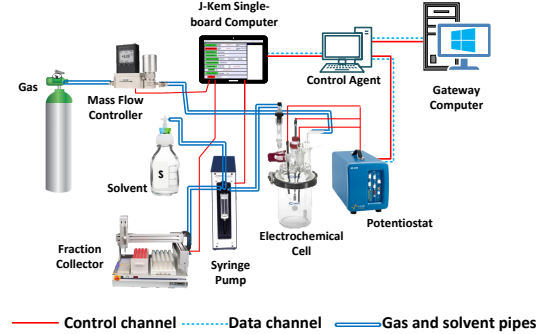 J-Kem Single-
board Computer
Gas
Mass Flow
Controller
Control Agent
Gateway
Computer
Solvent
S
Fraction
Collector
Syringe
Pump
Electrochemical
Cell
Potentiostat
Control channel
Data channel
Gas and solvent pipes